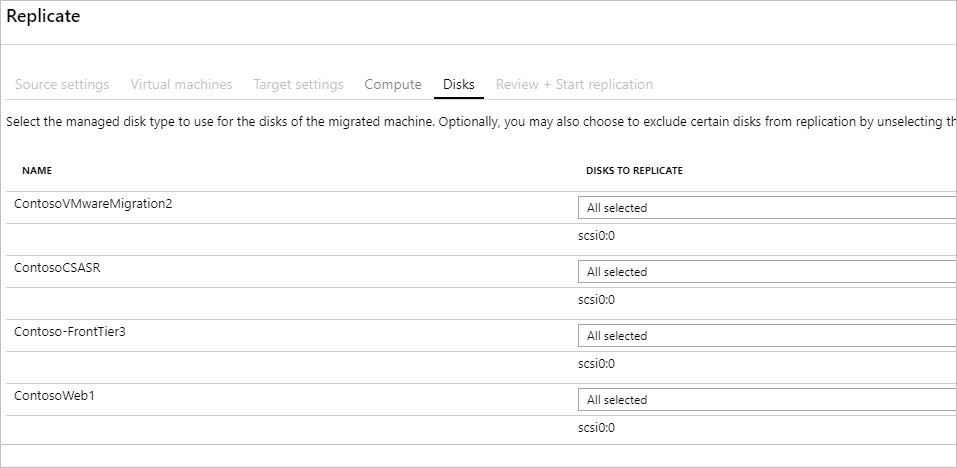 Replicate
Source settings Virtual machines Target settings Compute Disks Review + Start replication
Select the managed disk type to use for the disks of the migrated machine. Optionally, you may also choose to exclude certain disks from replication by unselecting
NAME DISKS TO REPLICATE
ContosoVMwareMigration2 All selected
scsi0:0
ContosoCSASR All selected
scsi0:0
Contoso-FrontTier3 All selected
scsi0:0
ContosoWeb1 All selected
scsi0:0